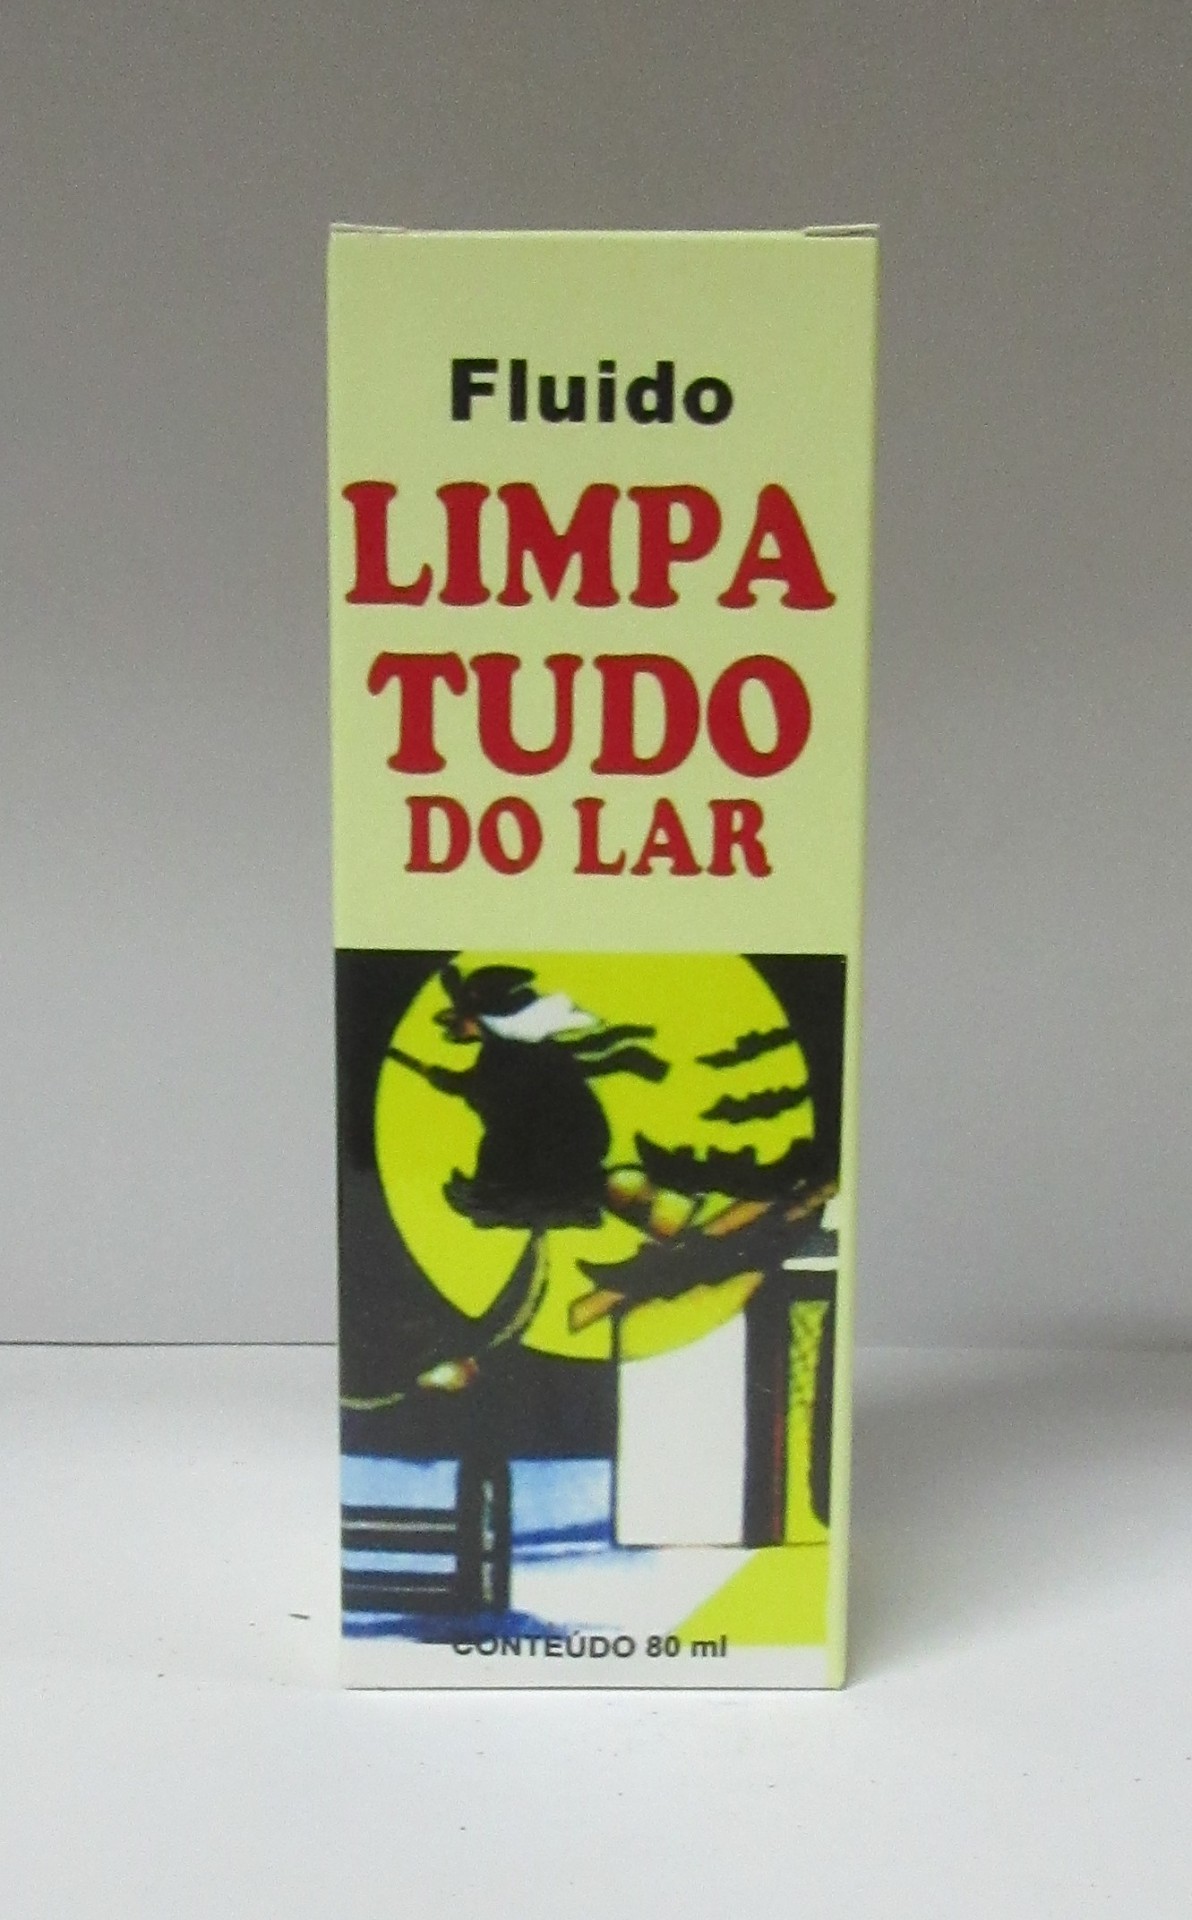 Fluido
LIMPA
TUDO
DO LAR
CONTEÚDO 80 ml